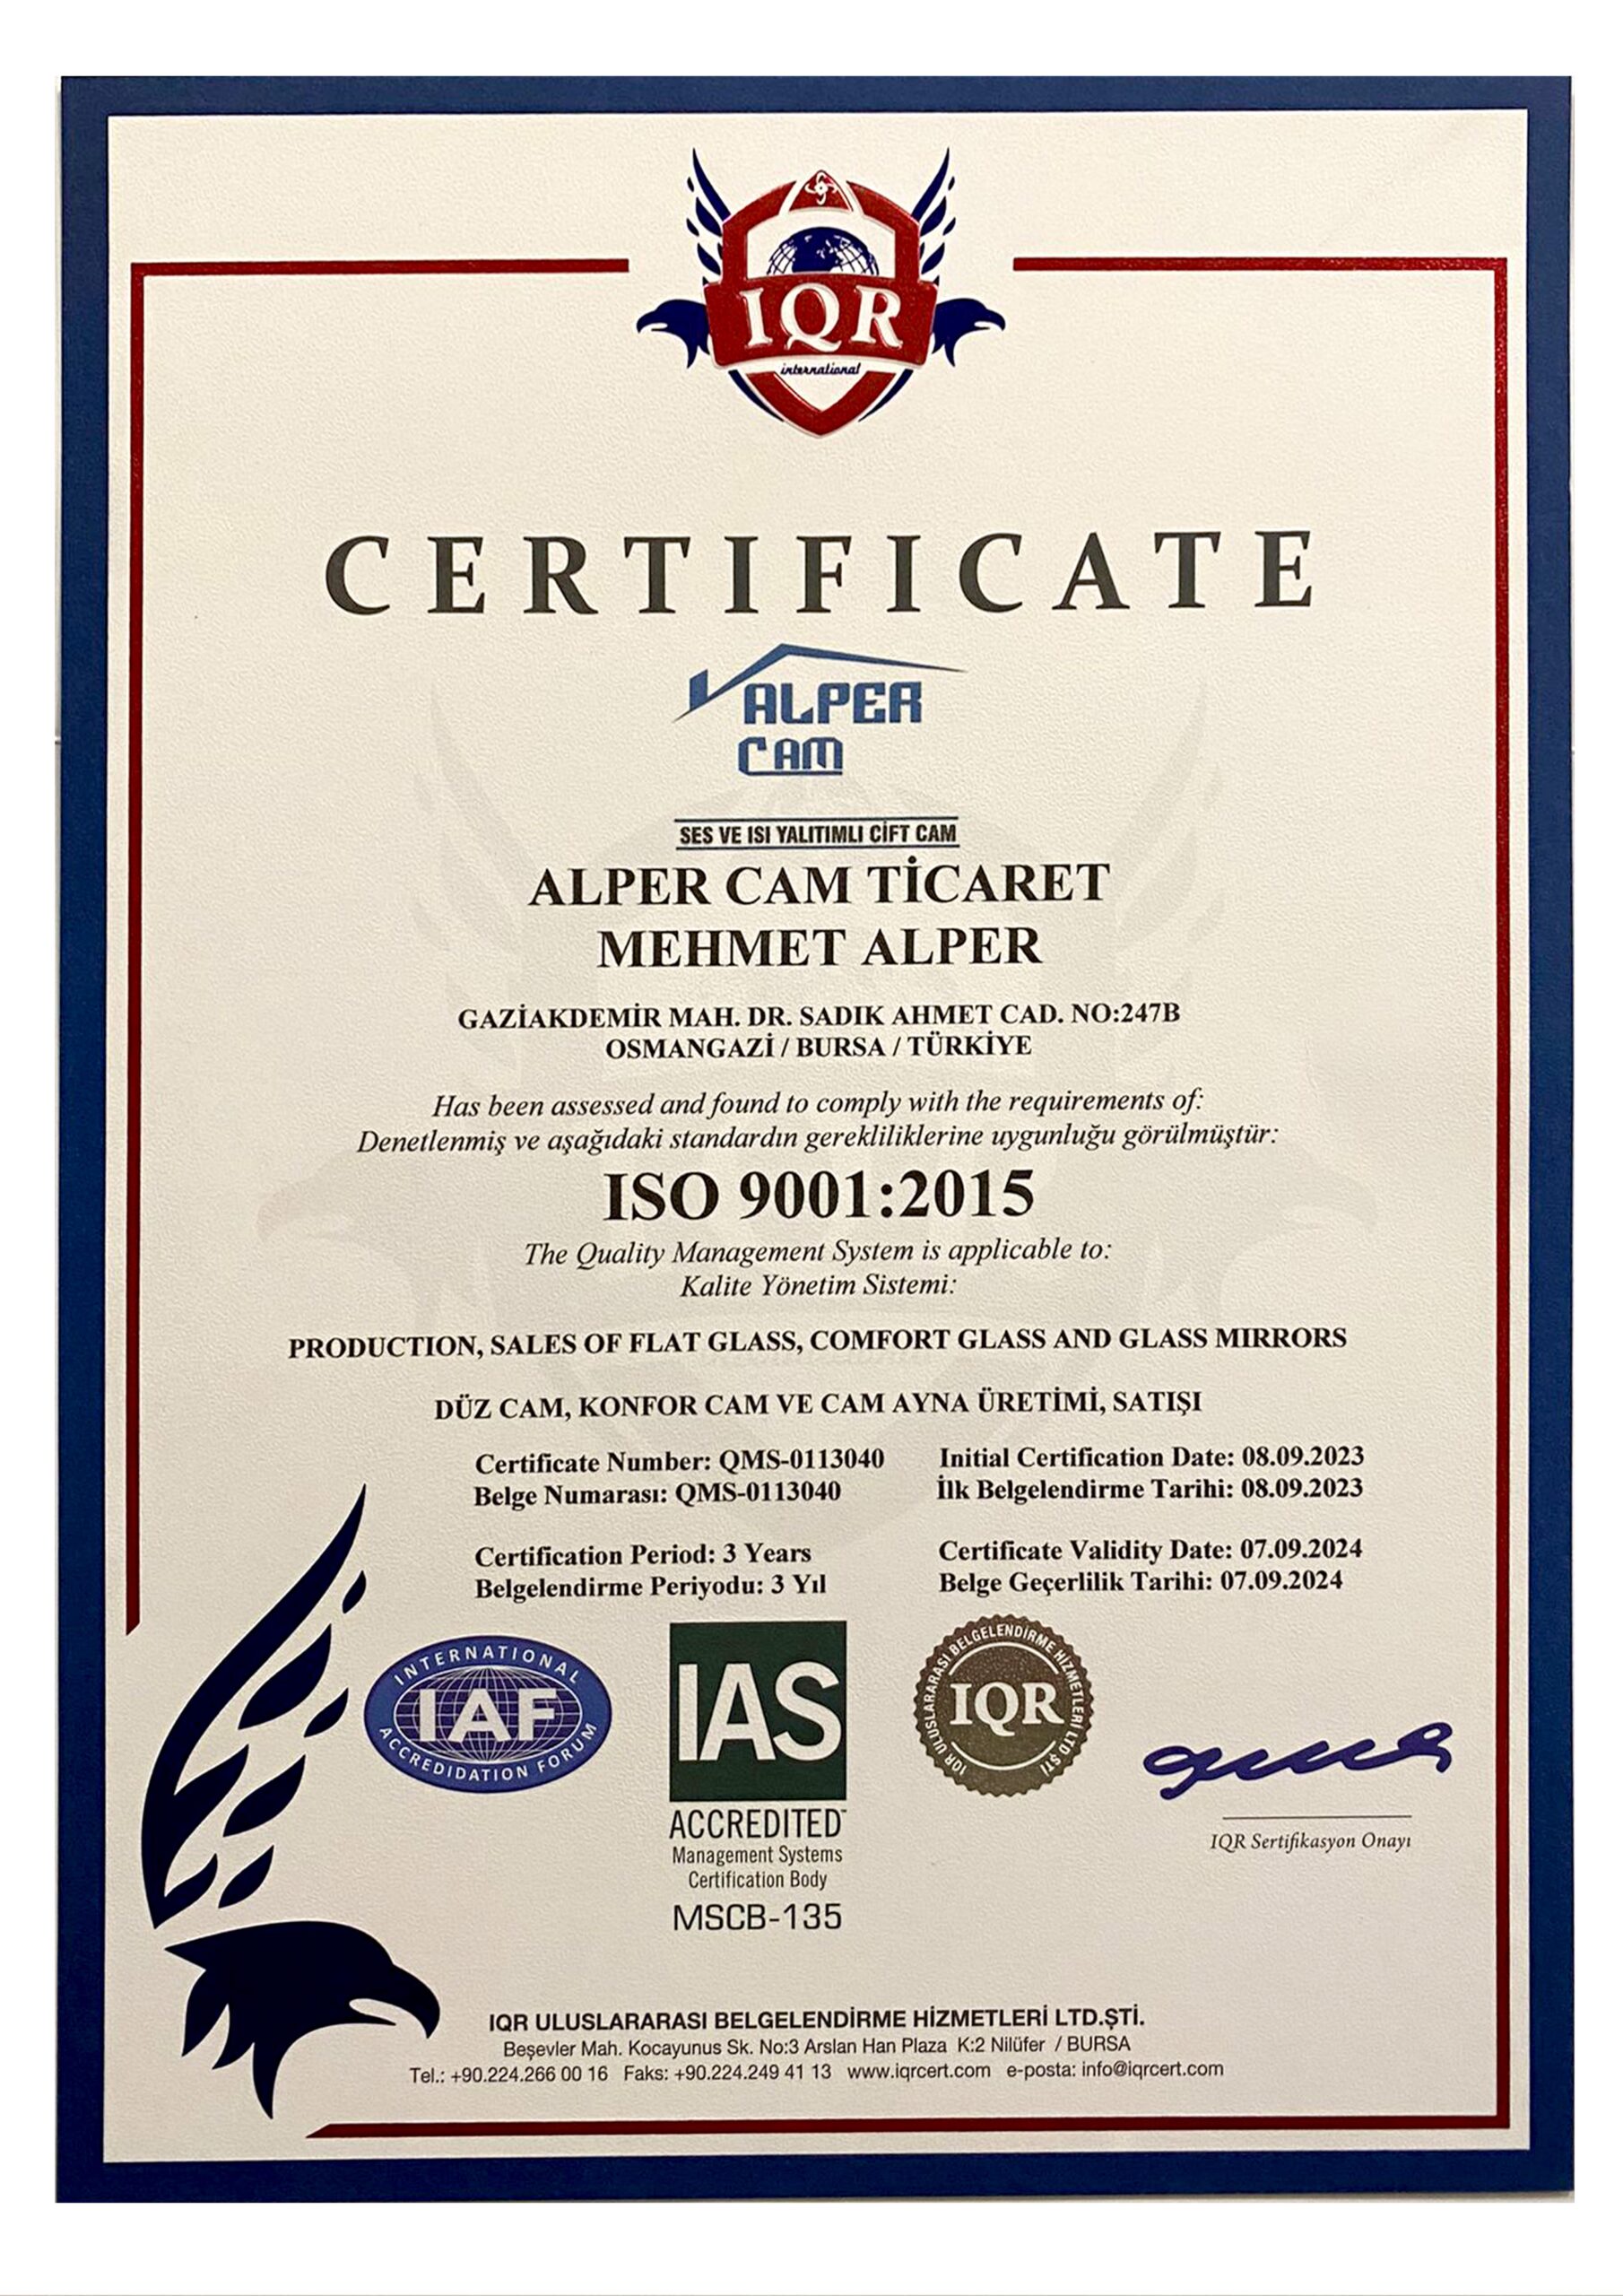 IQR
international
CERTIFICATE
ALPER
CAM
SES VE ISI YALITIMLI ÇİFT CAM
ALPER CAM TİCARET
MEHMET ALPER
GAZİAKDEMİR MAH. DR. SADIK AHMET CAD. NO:247B
OSMANGAZİ / BURSA / TÜRKİYE
Has been assessed and found to comply with the requirements of:
Denetlenmiş ve aşağıdaki standardın gerekliliklerine uygunluğu görülmüştür:
ISO 9001:2015
The Quality Management System is applicable to:
Kalite Yönetim Sistemi:
PRODUCTION, SALES OF FLAT GLASS, COMFORT GLASS AND GLASS MIRRORS
DÜZ CAM, KONFOR CAM VE CAM AYNA ÜRETİMİ, SATIŞI
Certificate Number: QMS-0113040
Belge Numarası: QMS-0113040
Initial Certification Date: 08.09.2023
İlk Belgelendirme Tarihi: 08.09.2023
Certification Period: 3 Years
Belgelendirme Periyodu: 3 Yıl
Certificate Validity Date: 07.09.2024
Belge Geçerlilik Tarihi: 07.09.2024
INTERNATIONAL
IAF
ACCREDIDATION FORUM
IAS
ACCREDITED™
Management Systems
Certification Body
MSCB-135
IQR ULUSLARARASI BELGELENDİRME HİZMETLERİ LTD ŞTİ
IQR
IQR Sertifikasyon Onayı
IQR ULUSLARARASI BELGELENDİRME HİZMETLERİ LTD.ŞTİ.
Beşevler Mah. Kocayunus Sk. No:3 Arslan Han Plaza K:2 Nilüfer / BURSA
Tel.: +90.224.266 00 16 Faks: +90.224.249 41 13 www.iqrcert.com e-posta: info@iqrcert.com